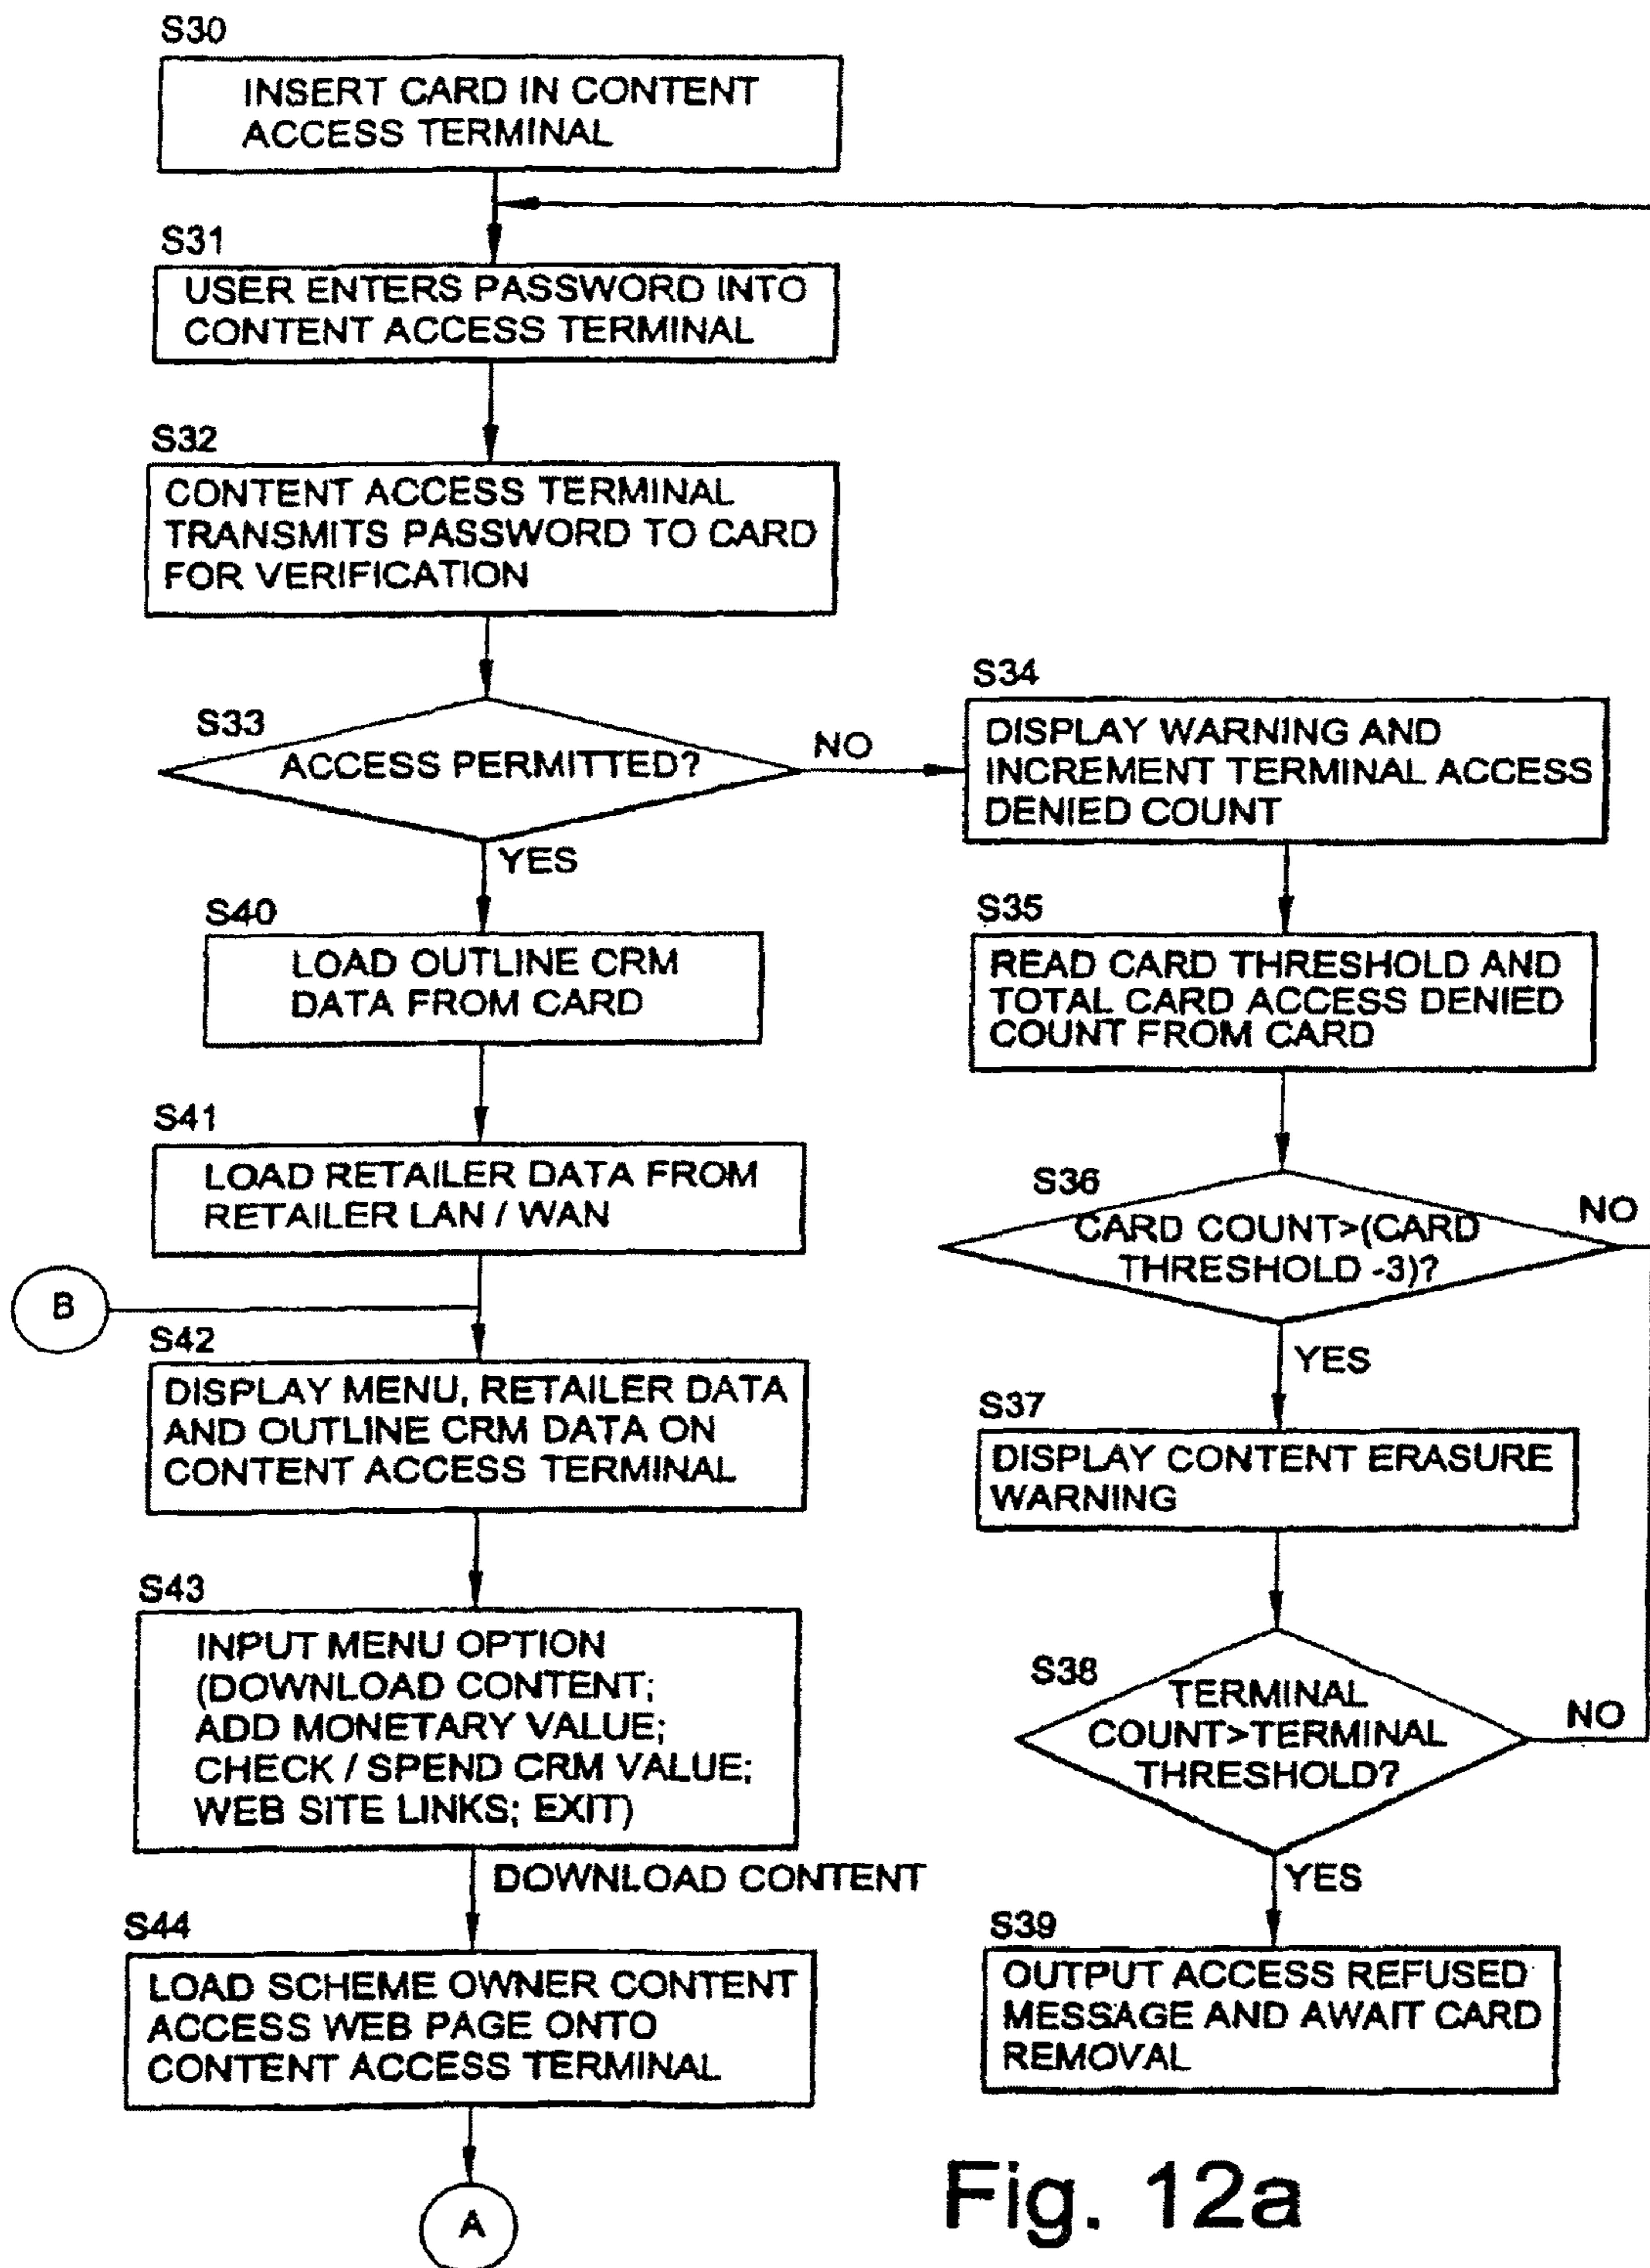 S30
INSERT CARD IN CONTENT
ACCESS TERMINAL
S31
USER ENTERS PASSWORD INTO
CONTENT ACCESS TERMINAL
S32
CONTENT ACCESS TERMINAL
TRANSMITS PASSWORD TO CARD
FOR VERIFICATION
S33
ACCESS PERMITTED?
NO
YES
S34
DISPLAY WARNING AND
INCREMENT TERMINAL ACCESS
DENIED COUNT
S35
READ CARD THRESHOLD AND
TOTAL CARD ACCESS DENIED
COUNT FROM CARD
S36
CARD COUNT>(CARD
THRESHOLD -3)?
NO
YES
S37
DISPLAY CONTENT ERASURE
WARNING
S38
TERMINAL
COUNT>TERMINAL
THRESHOLD?
NO
YES
S39
OUTPUT ACCESS REFUSED
MESSAGE AND AWAIT CARD
REMOVAL
S40
LOAD OUTLINE CRM
DATA FROM CARD
S41
LOAD RETAILER DATA FROM
RETAILER LAN / WAN
B
S42
DISPLAY MENU, RETAILER DATA
AND OUTLINE CRM DATA ON
CONTENT ACCESS TERMINAL
S43
INPUT MENU OPTION
(DOWNLOAD CONTENT;
ADD MONETARY VALUE;
CHECK / SPEND CRM VALUE;
WEB SITE LINKS; EXIT)
DOWNLOAD CONTENT
S44
LOAD SCHEME OWNER CONTENT
ACCESS WEB PAGE ONTO
CONTENT ACCESS TERMINAL
A
Fig. 12a